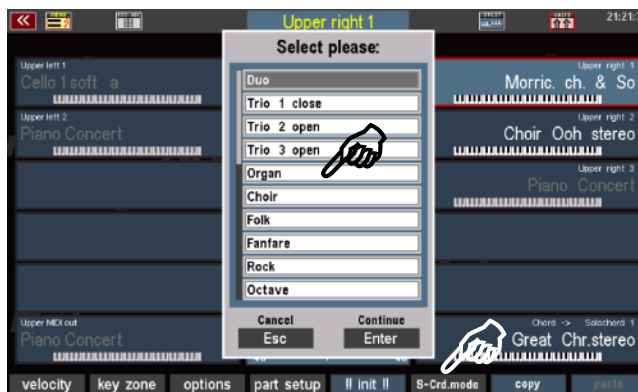 Upper right 1
21:21:
Select please:
Upper left 1
Cello 1 soft a
Upper right 1
Morric. ch. & So
Upper left 2
Piano Concert
Upper right 2
Choir Ooh stereo
Upper right 3
Piano Concert
Duo
Trio 1 close
Trio 2 open
Trio 3 open
Organ
Choir
Folk
Fanfare
Rock
Octave
Cancel
Continue
Esc
Enter
Upper MIDI out
Piano Concert
Chord -> Solochord 1
Great Chr.stereo
velocity
key zone
options
part setup
!! init !!
S-Crd.mode
copy
paste